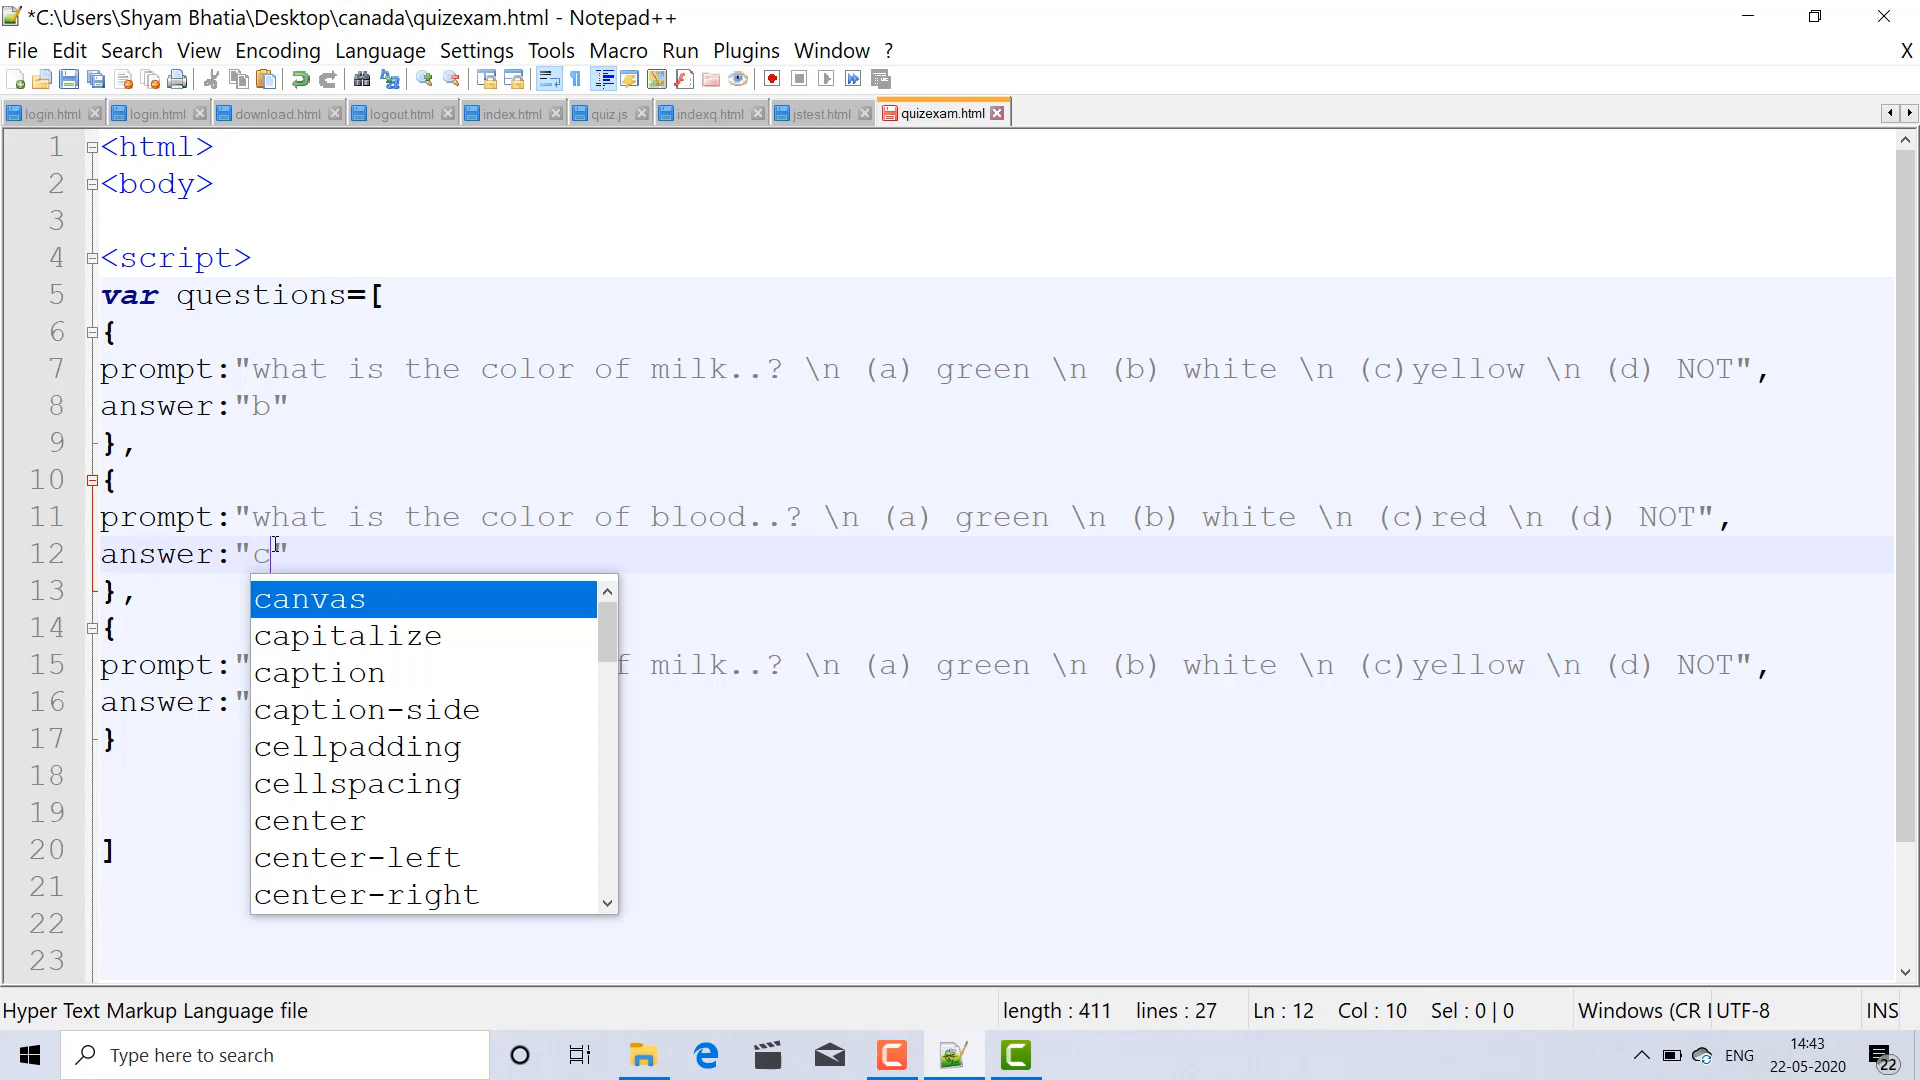 *C:\Users\Shyam Bhatia\Desktop\canada\quizexam.html - Notepad++
File Edit Search View Encoding Language Settings Tools Macro Run Plugins Window ? X
login.html login.html download.html logout.html index.html quiz.js indexq.html jstest.html quizexam.html
1 <html>
2 <body>
3
4 <script>
5 var questions=[
6 {
7 prompt:"what is the color of milk..? \n (a) green \n (b) white \n (c)yellow \n (d) NOT",
8 answer:"b"
9 },
10 {
11 prompt:"what is the color of blood..? \n (a) green \n (b) white \n (c)red \n (d) NOT",
12 answer:"c"
13 },
14 {
15 prompt:" f milk..? \n (a) green \n (b) white \n (c)yellow \n (d) NOT",
16 answer:"
17 }
18
19
20 ]
21
22
23
canvas
capitalize
caption
caption-side
cellpadding
cellspacing
center
center-left
center-right
Hyper Text Markup Language file length : 411 lines : 27 Ln : 12 Col : 10 Sel : 0 | 0 Windows (CR UTF-8 INS
Type here to search ENG 14:43
22-05-2020 22